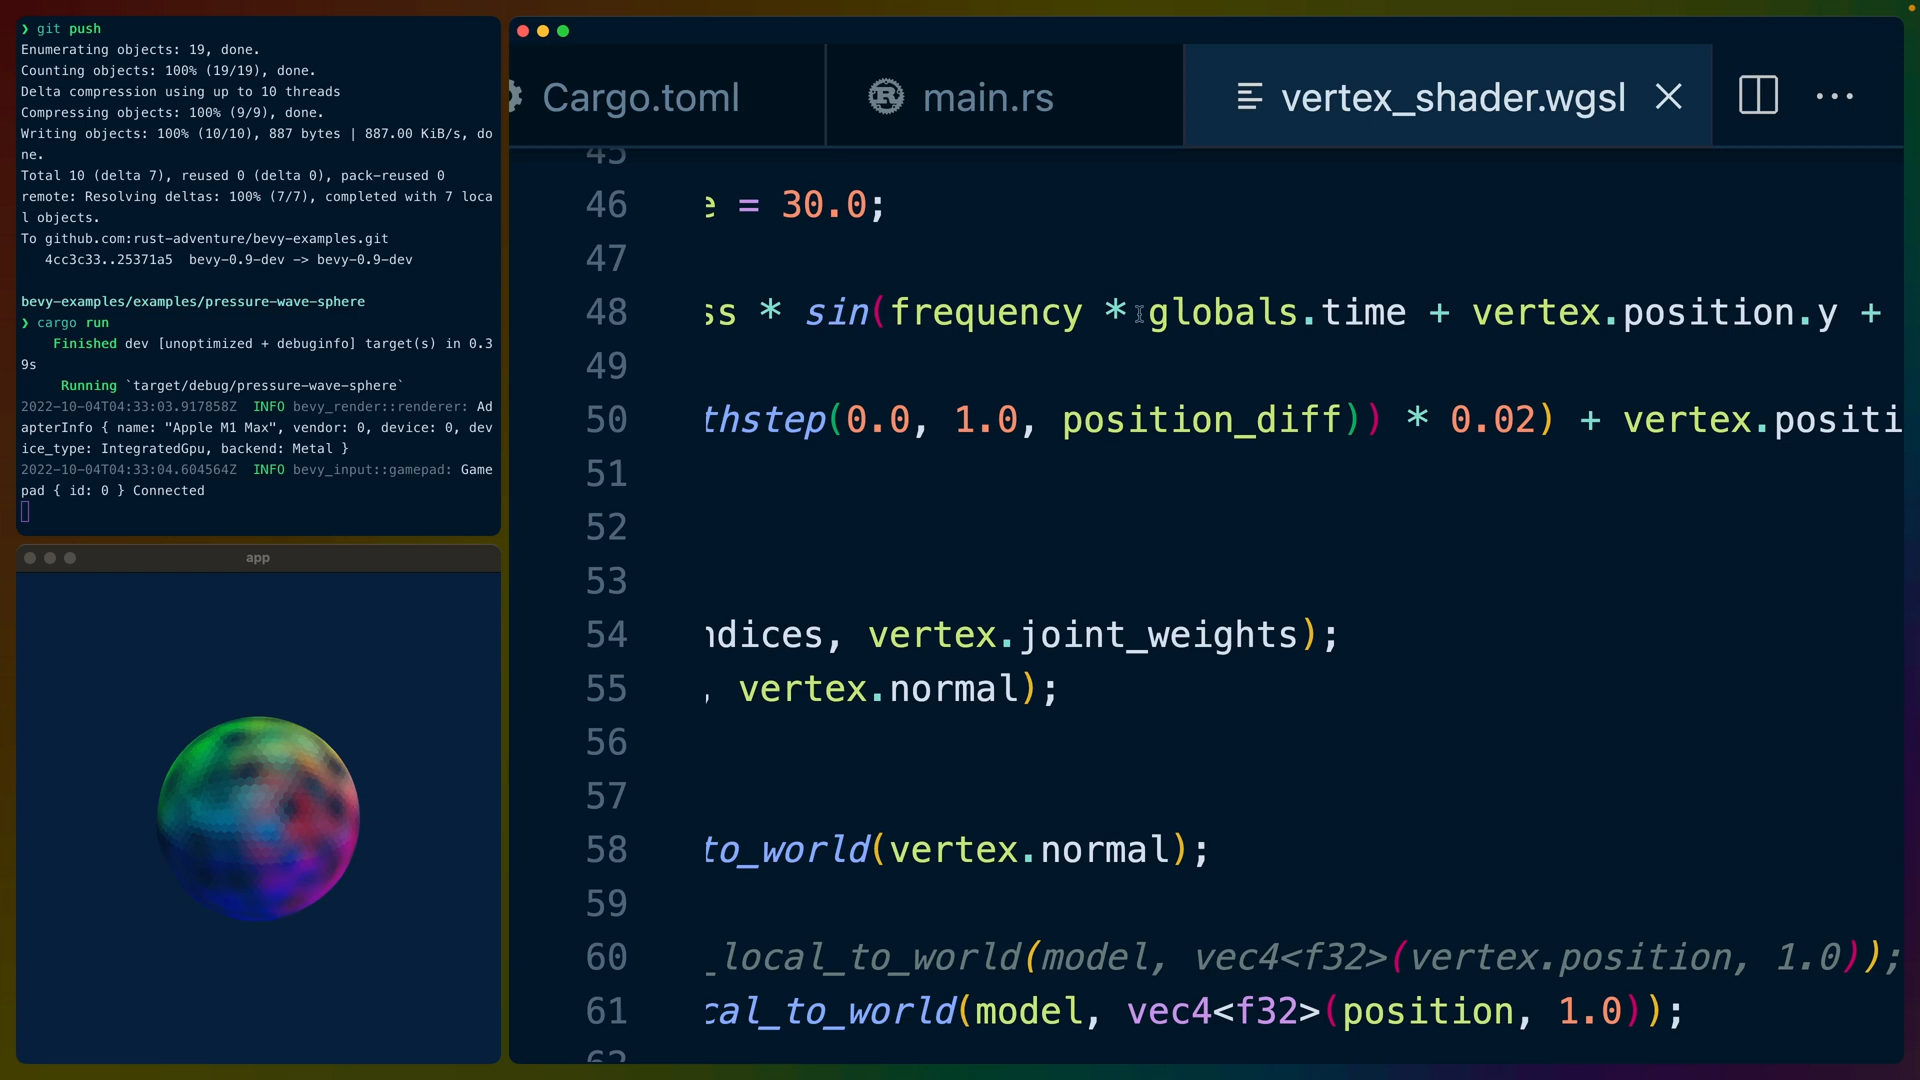 ❯ git push
Enumerating objects: 19, done.
Counting objects: 100% (19/19), done.
Delta compression using up to 10 threads
Compressing objects: 100% (9/9), done.
Writing objects: 100% (10/10), 887 bytes | 887.00 KiB/s, do
ne.
Total 10 (delta 7), reused 0 (delta 0), pack-reused 0
remote: Resolving deltas: 100% (7/7), completed with 7 loca
l objects.
To github.com:rust-adventure/bevy-examples.git
4cc3c33..25371a5  bevy-0.9-dev -> bevy-0.9-dev
bevy-examples/examples/pressure-wave-sphere
❯ cargo run
Finished dev [unoptimized + debuginfo] target(s) in 0.3
9s
Running `target/debug/pressure-wave-sphere`
2022-10-04T04:33:03.917858Z  INFO bevy_render::renderer: Ad
apterInfo { name: "Apple M1 Max", vendor: 0, device: 0, dev
ice_type: IntegratedGpu, backend: Metal }
2022-10-04T04:33:04.604564Z  INFO bevy_input::gamepad: Game
pad { id: 0 } Connected
app
Cargo.toml
main.rs
vertex_shader.wgsl
45
46 e = 30.0;
47
48 ss * sin(frequency * globals.time + vertex.position.y +
49
50 thstep(0.0, 1.0, position_diff)) * 0.02) + vertex.positi
51
52
53
54 ndices, vertex.joint_weights);
55 , vertex.normal);
56
57
58 to_world(vertex.normal);
59
60 _local_to_world(model, vec4<f32>(vertex.position, 1.0));
61 cal_to_world(model, vec4<f32>(position, 1.0));
62